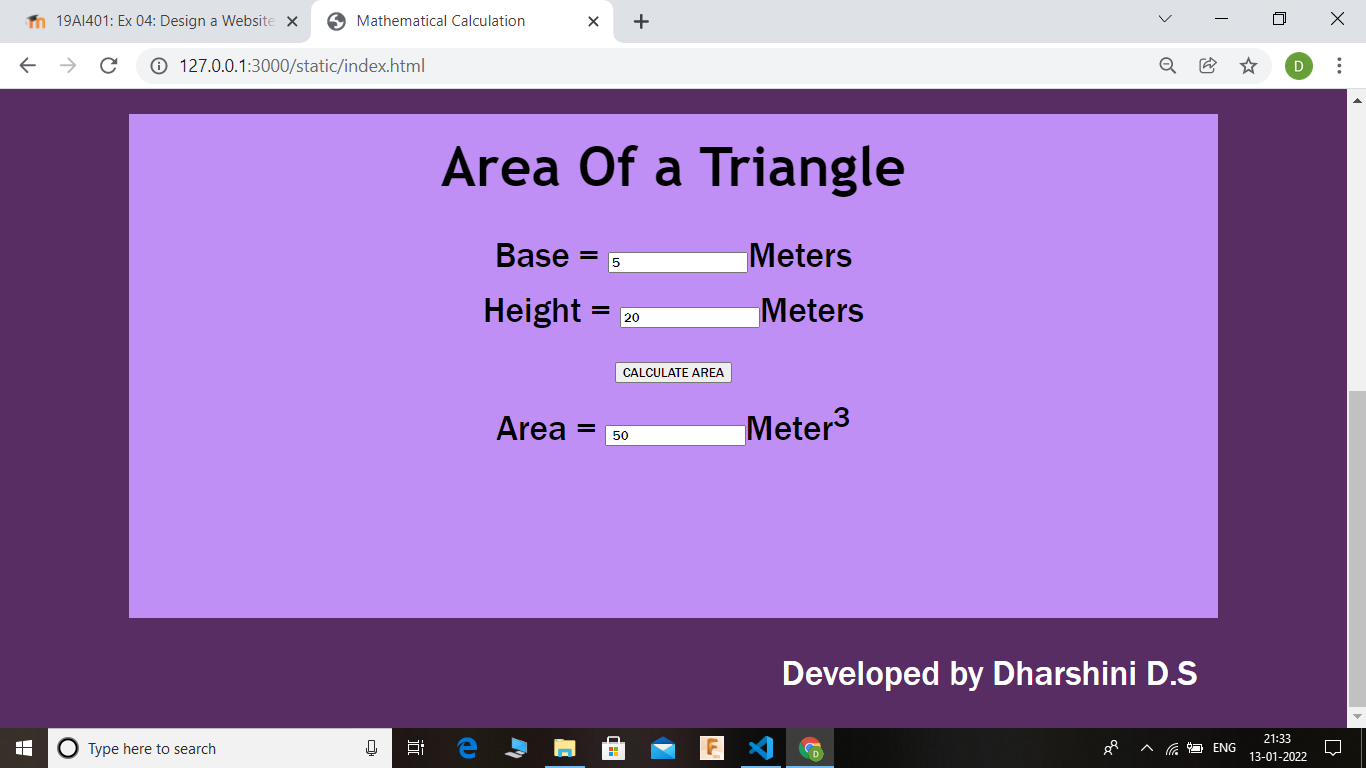 19AI401: Ex 04: Design a Website
Mathematical Calculation
127.0.0.1:3000/static/index.html
D
Area Of a Triangle
Base = 5 Meters
Height = 20 Meters
CALCULATE AREA
Area = 50 Meter³
Developed by Dharshini D.S
Type here to search
ENG
21:33
13-01-2022